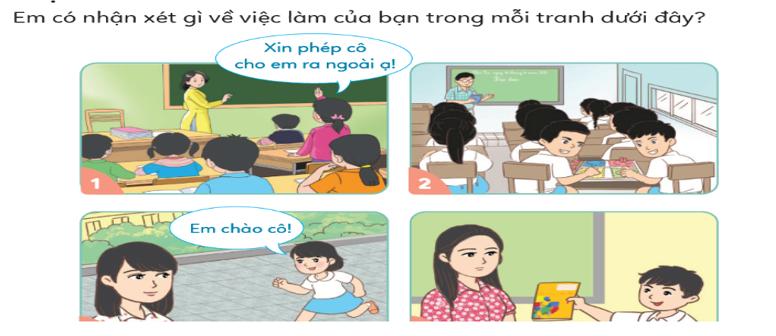 Em có nhận xét gì về việc làm của bạn trong mỗi tranh dưới đây?
Xin phép cô
cho em ra ngoài ạ!
1
2
Em chào cô!